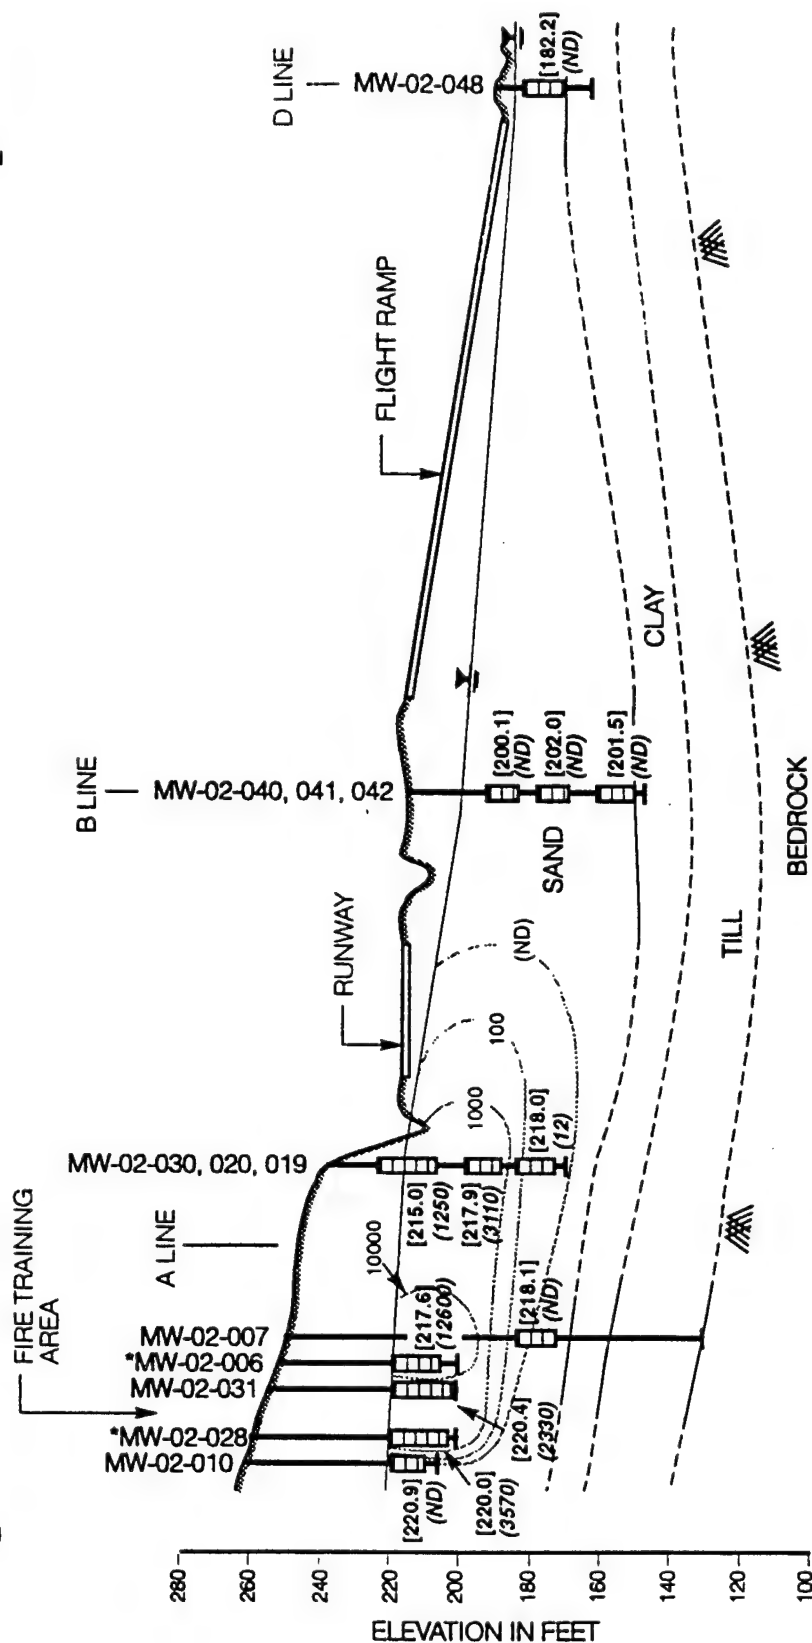 FIRE TRAINING
AREA
A LINE
B LINE
D LINE
MW-02-010
*MW-02-028
MW-02-031
*MW-02-006
MW-02-007
MW-02-030, 020, 019
MW-02-040, 041, 042
MW-02-048
RUNWAY
FLIGHT RAMP
[220.9]
(ND)
[220.0]
(3570)
[220.4]
(2330)
[217.6]
(12600)
[218.1]
(ND)
10000
[215.0]
(1250)
[217.9]
(3110)
[218.0]
(12)
1000
100
(ND)
[200.1]
(ND)
[202.0]
(ND)
[201.5]
(ND)
[182.2]
(ND)
SAND
CLAY
TILL
BEDROCK
280
260
240
220
200
180
160
140
120
100
ELEVATION IN FEET